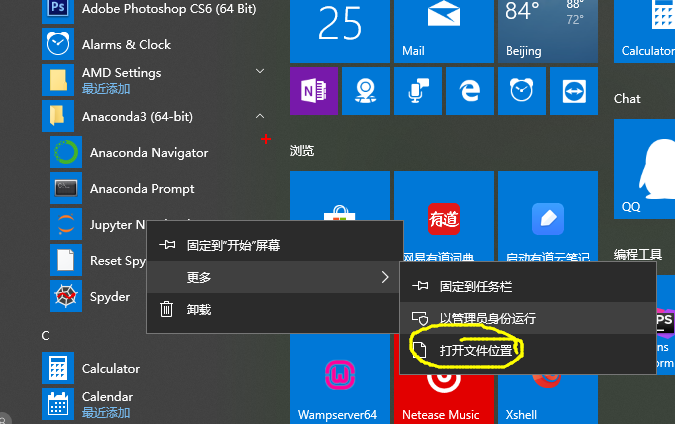 Adobe Photoshop CS6 (64 Bit)
Alarms & Clock
AMD Settings
最近添加
Anaconda3 (64-bit)
Anaconda Navigator
Anaconda Prompt
Jupyter
Reset
Spyder
C
Calculator
Calendar
最近添加
固定到"开始"屏幕
更多
卸载
固定到任务栏
以管理员身份运行
打开文件位置
25
Mail
84°
88°
72°
Beijing
Calculator
Chat
浏览
有道
网易有道词典
启动有道云笔记
QQ
编程工具
Wampserver64
Netease Music
Xshell